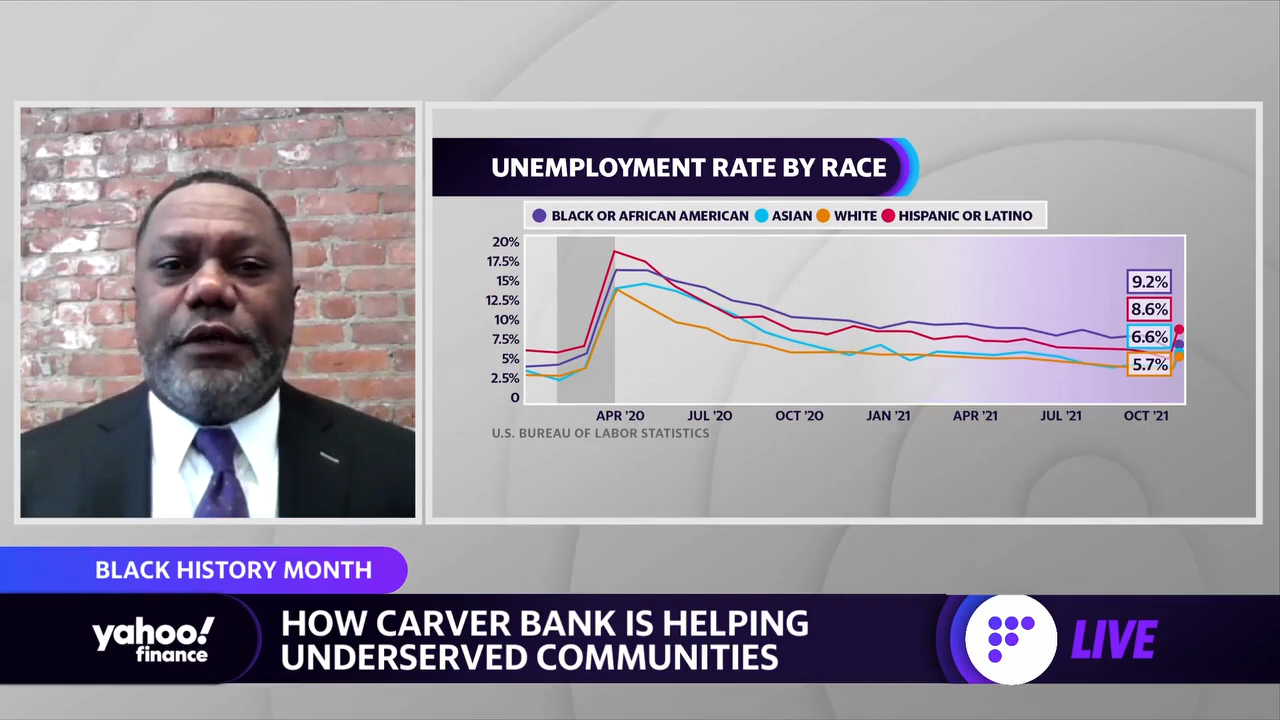 UNEMPLOYMENT RATE BY RACE
BLACK OR AFRICAN AMERICAN ASIAN WHITE HISPANIC OR LATINO
20%
17.5%
15%
12.5%
10%
7.5%
5%
2.5%
0
9.2%
8.6%
6.6%
5.7%
APR '20 JUL '20 OCT '20 JAN '21 APR '21 JUL '21 OCT '21
U.S. BUREAU OF LABOR STATISTICS
BLACK HISTORY MONTH
yahoo!
finance
HOW CARVER BANK IS HELPING
UNDERSERVED COMMUNITIES
LIVE